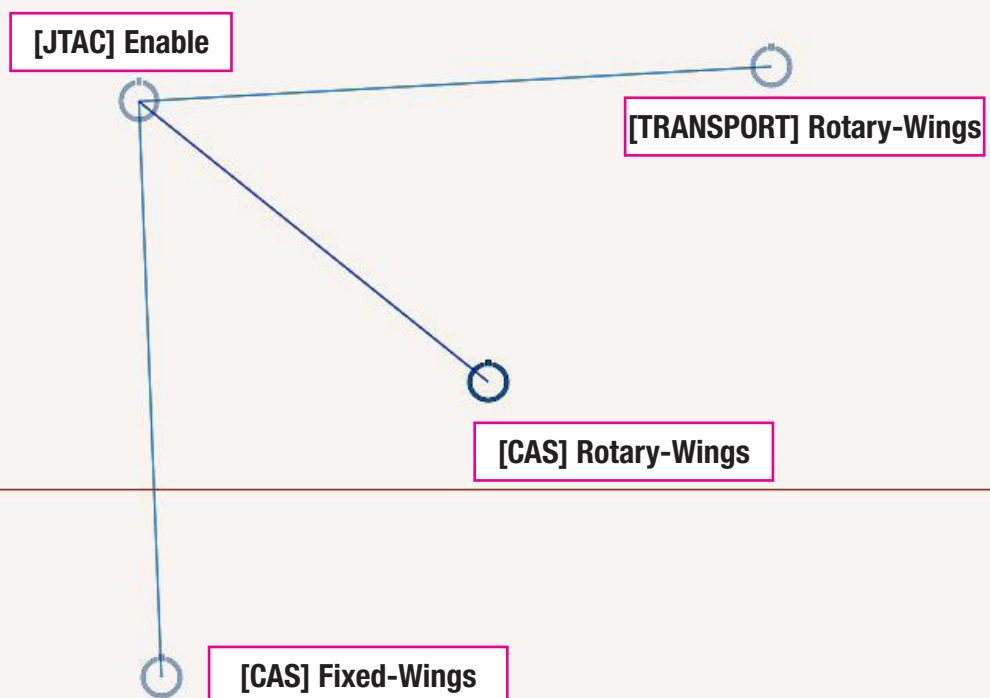 [JTAC] Enable
[TRANSPORT] Rotary-Wings
[CAS] Rotary-Wings
[CAS] Fixed-Wings